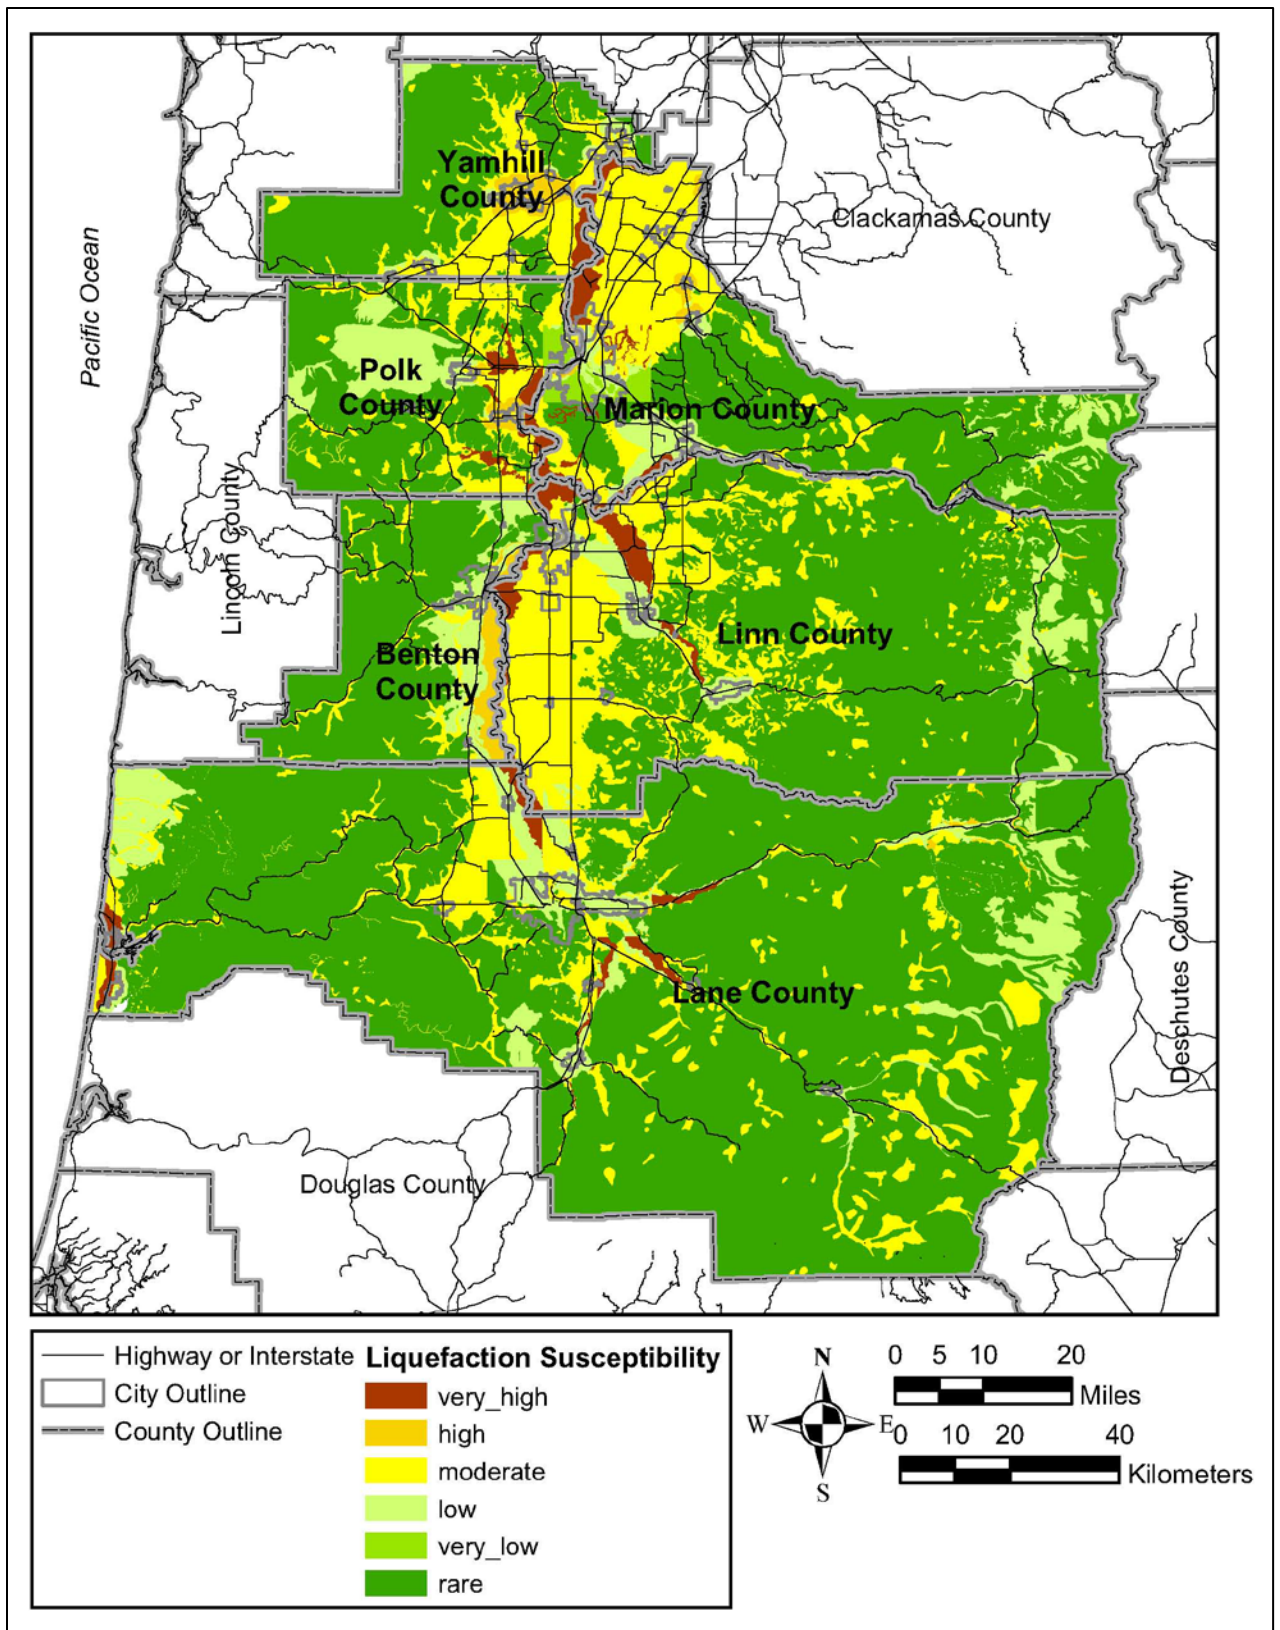 Yamhill
County
Clackamas County
Pacific Ocean
Polk
County
Marion County
Lincoln County
Linn County
Benton
County
Lane County
Deschutes County
Douglas County
Highway or Interstate
City Outline
County Outline
Liquefaction Susceptibility
very_high
high
moderate
low
very_low
rare
N
W
E
S
0 5 10 20
Miles
0 10 20 40
Kilometers